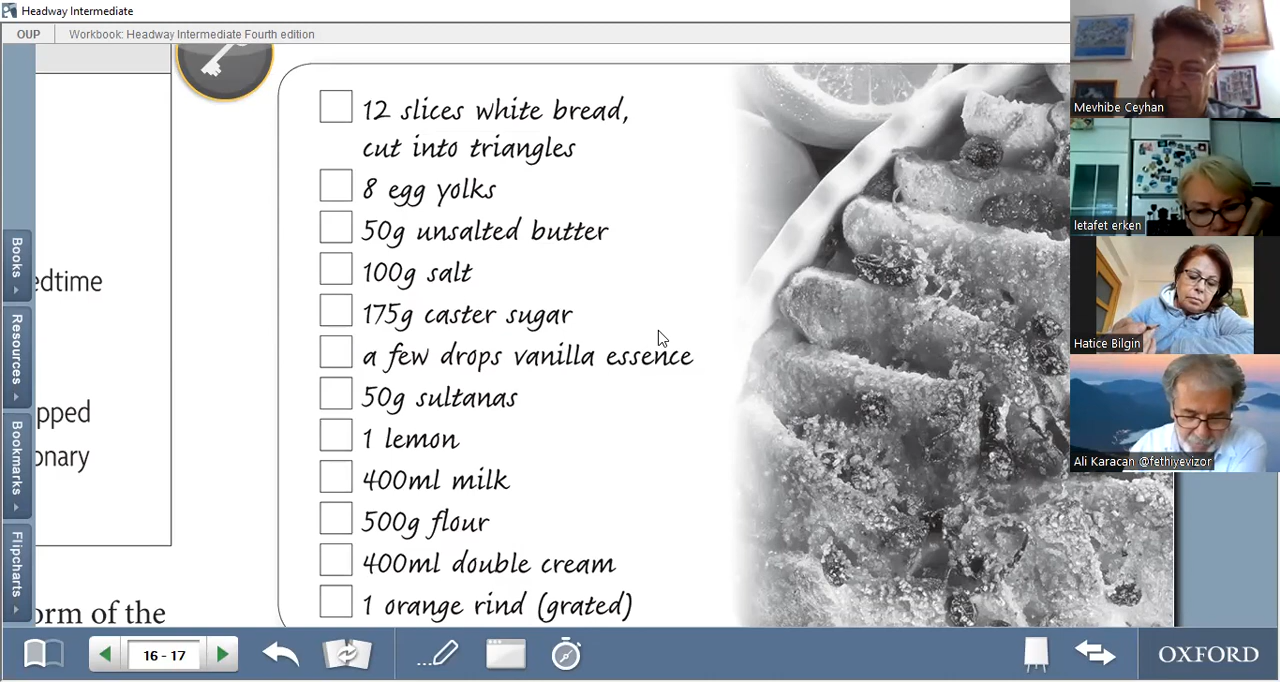 Headway Intermediate
OUP
Workbook: Headway Intermediate Fourth edition
12 slices white bread,
cut into triangles
8 egg yolks
50g unsalted butter
100g salt
175g caster sugar
a few drops vanilla essence
50g sultanas
1 lemon
400ml milk
500g flour
400ml double cream
1 orange rind (grated)
edtime
pped
onary
orm of the
Books
Resources
Bookmarks
Flipcharts
16 - 17
OXFORD
Mevhibe Ceyhan
letafet erken
Hatice Bilgin
Ali Karacan @fethiyevizor